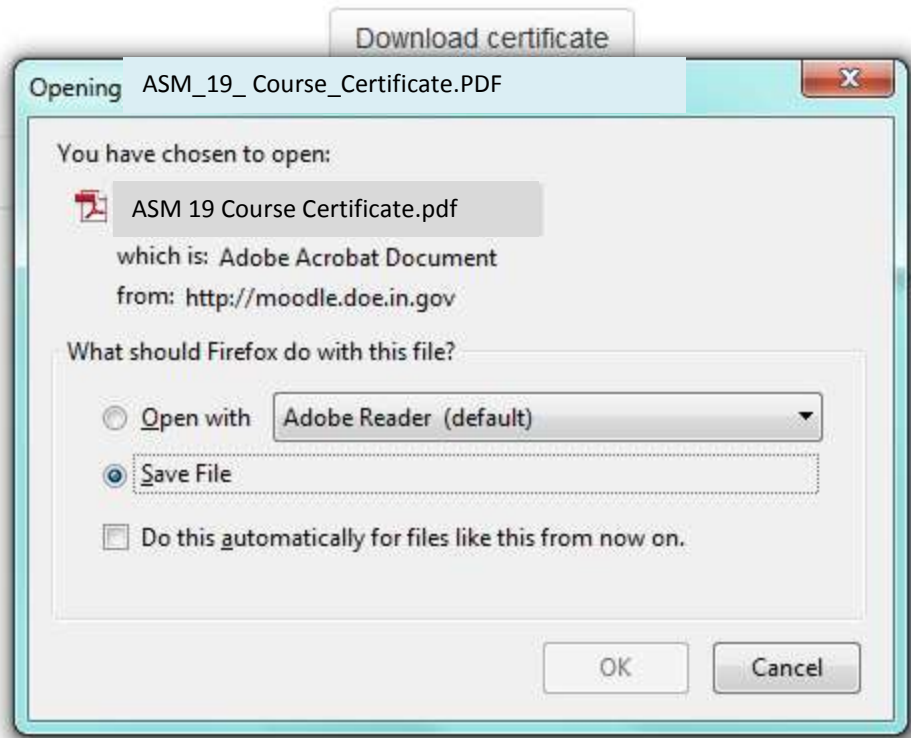 Download certificate
Opening ASM_19_ Course_Certificate.PDF
You have chosen to open:
ASM 19 Course Certificate.pdf
which is: Adobe Acrobat Document
from: http://moodle.doe.in.gov
What should Firefox do with this file?
Open with Adobe Reader (default)
Save File
Do this automatically for files like this from now on.
OK Cancel